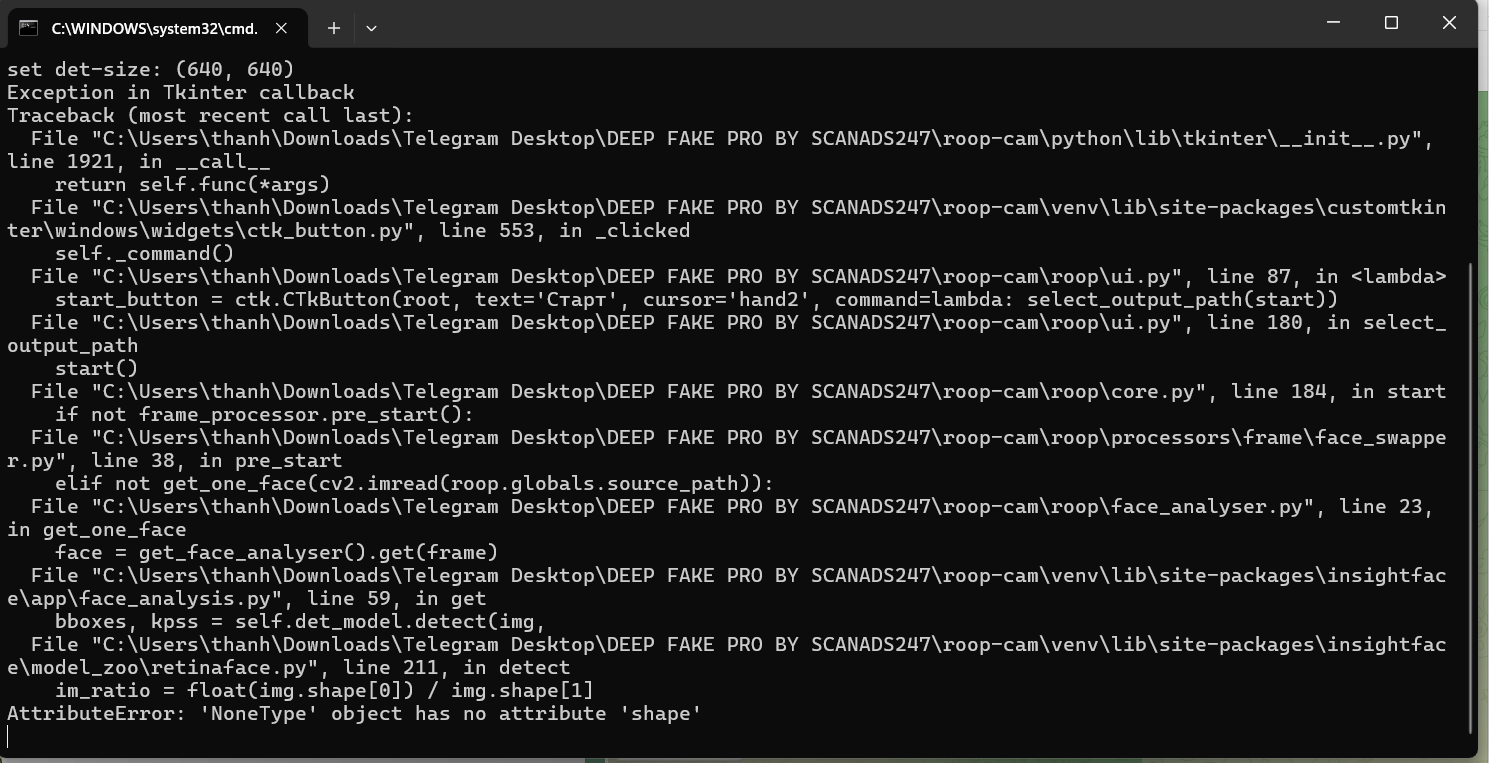 C:\WINDOWS\system32\cmd.
set det-size: (640, 640)
Exception in Tkinter callback
Traceback (most recent call last):
  File "C:\Users\thanh\Downloads\Telegram Desktop\DEEP FAKE PRO BY SCANADS247\roop-cam\python\lib\tkinter\__init__.py",
line 1921, in __call__
    return self.func(*args)
  File "C:\Users\thanh\Downloads\Telegram Desktop\DEEP FAKE PRO BY SCANADS247\roop-cam\venv\lib\site-packages\customtkin
ter\windows\widgets\ctk_button.py", line 553, in _clicked
    self._command()
  File "C:\Users\thanh\Downloads\Telegram Desktop\DEEP FAKE PRO BY SCANADS247\roop-cam\roop\ui.py", line 87, in <lambda>
    start_button = ctk.CTkButton(root, text='Старт', cursor='hand2', command=lambda: select_output_path(start))
  File "C:\Users\thanh\Downloads\Telegram Desktop\DEEP FAKE PRO BY SCANADS247\roop-cam\roop\ui.py", line 180, in select_
output_path
    start()
  File "C:\Users\thanh\Downloads\Telegram Desktop\DEEP FAKE PRO BY SCANADS247\roop-cam\roop\core.py", line 184, in start
    if not frame_processor.pre_start():
  File "C:\Users\thanh\Downloads\Telegram Desktop\DEEP FAKE PRO BY SCANADS247\roop-cam\roop\processors\frame\face_swappe
r.py", line 38, in pre_start
    elif not get_one_face(cv2.imread(roop.globals.source_path)):
  File "C:\Users\thanh\Downloads\Telegram Desktop\DEEP FAKE PRO BY SCANADS247\roop-cam\roop\face_analyser.py", line 23,
in get_one_face
    face = get_face_analyser().get(frame)
  File "C:\Users\thanh\Downloads\Telegram Desktop\DEEP FAKE PRO BY SCANADS247\roop-cam\venv\lib\site-packages\insightfac
e\app\face_analysis.py", line 59, in get
    bboxes, kpss = self.det_model.detect(img,
  File "C:\Users\thanh\Downloads\Telegram Desktop\DEEP FAKE PRO BY SCANADS247\roop-cam\venv\lib\site-packages\insightfac
e\model_zoo\retinaface.py", line 211, in detect
    im_ratio = float(img.shape[0]) / img.shape[1]
AttributeError: 'NoneType' object has no attribute 'shape'